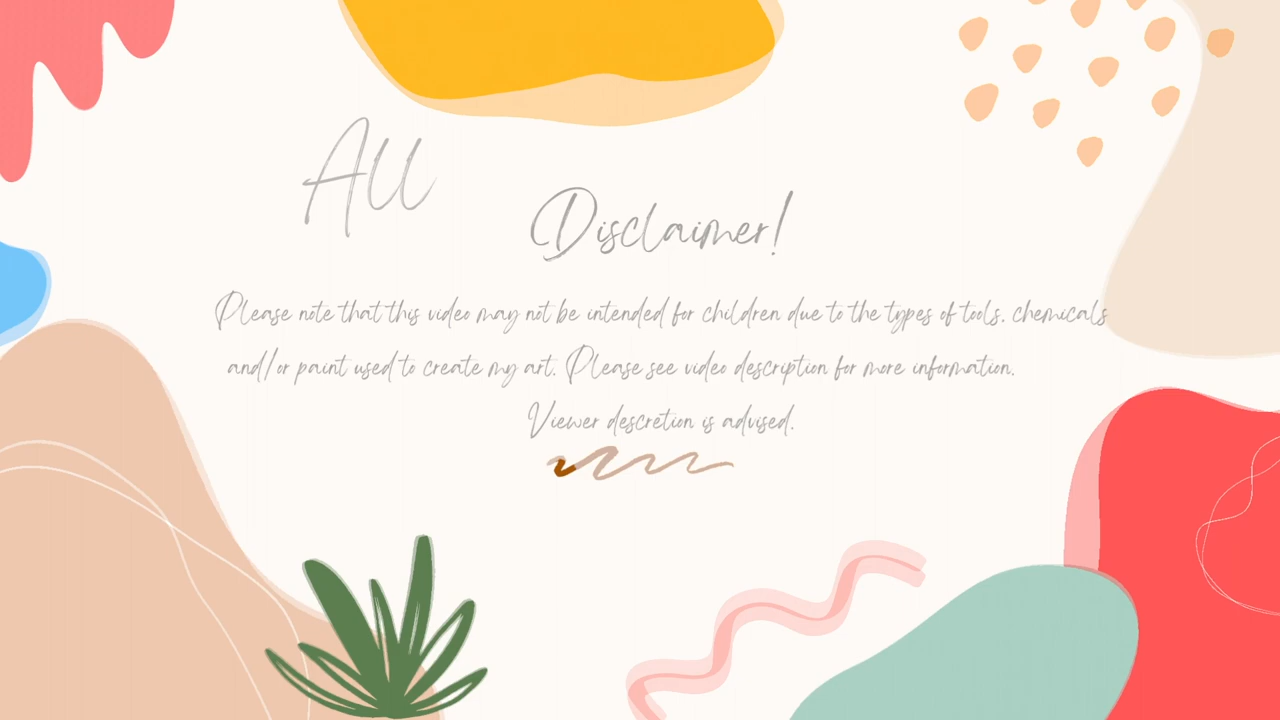 All
Disclaimer!
Please note that this video may not be intended for children due to the types of tools. chemicals
and/or paint used to create my art. Please see video description for more information.
Viewer descretion is advised.